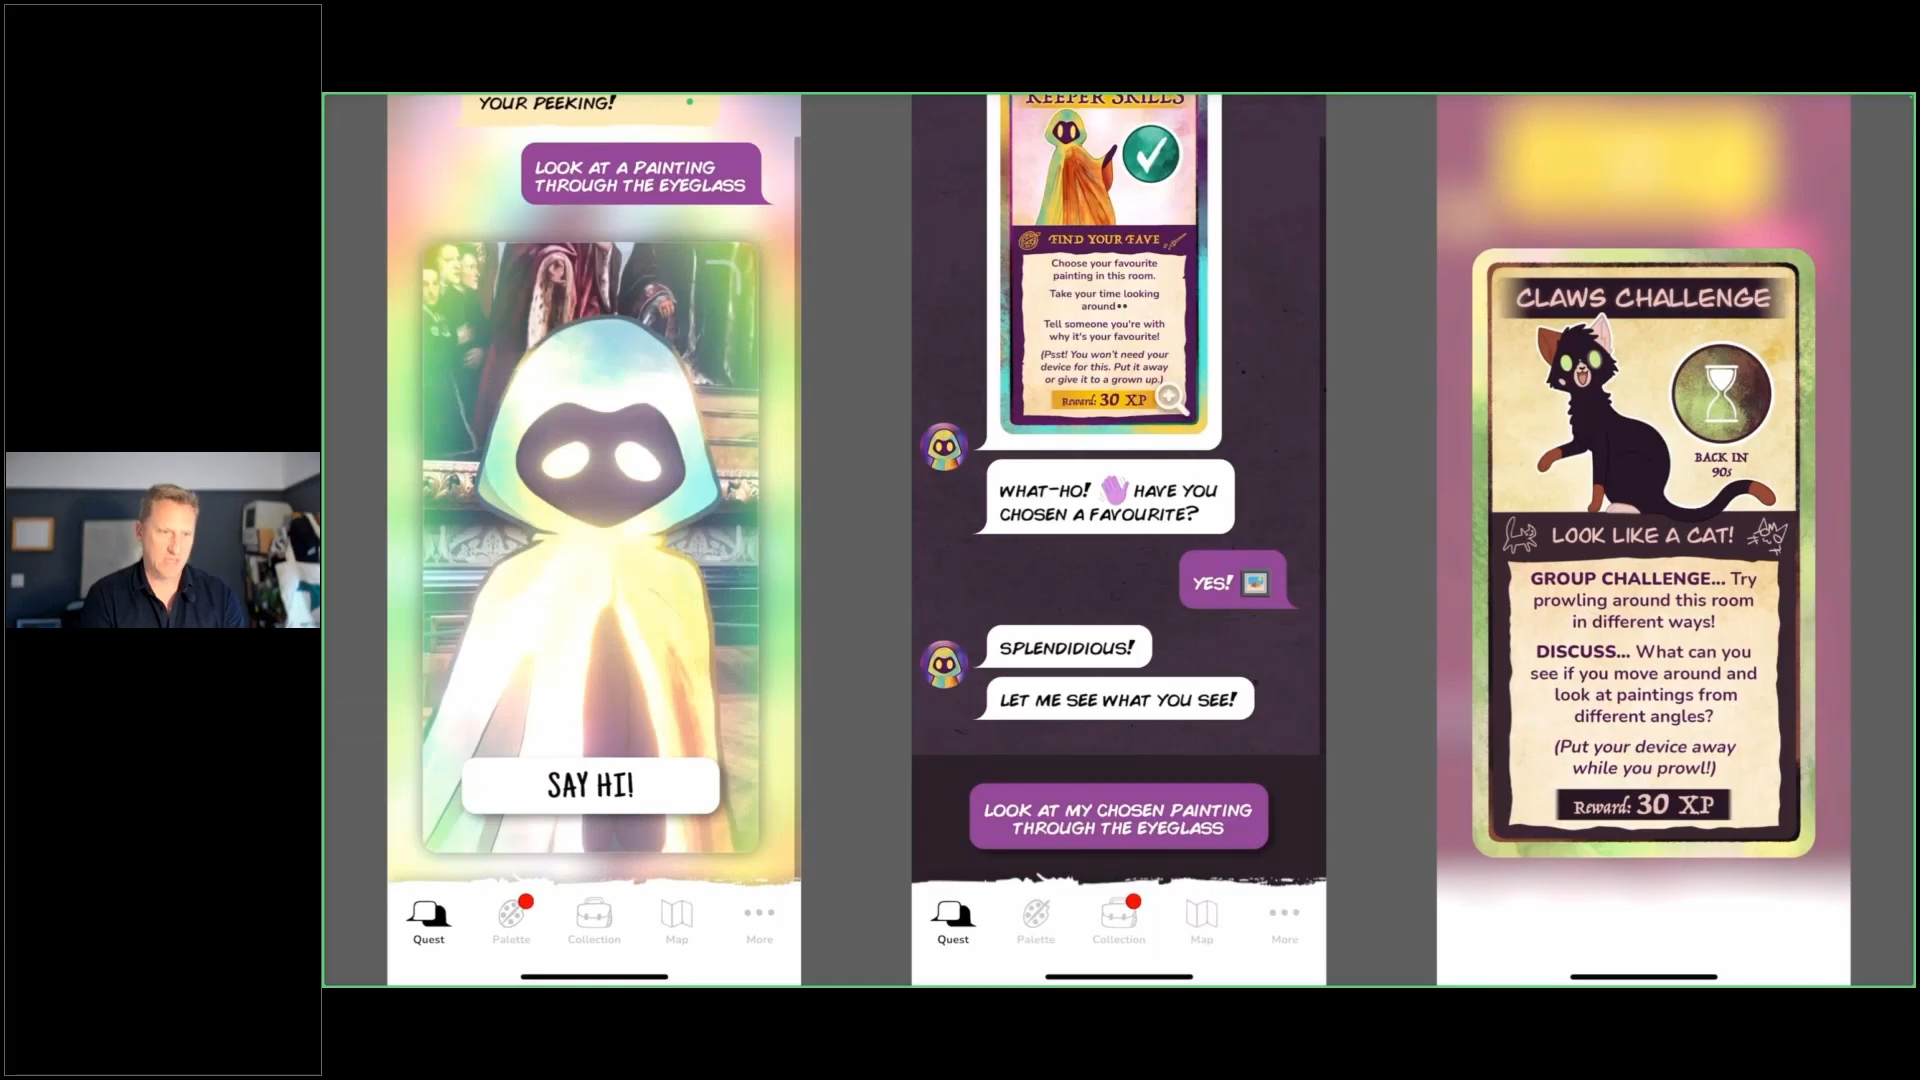 YOUR PEEKING!
LOOK AT A PAINTING
THROUGH THE EYEGLASS
SAY HI!
Quest
Palette
Collection
Map
More
KEEPER SKILLS
FIND YOUR FAVE
Choose your favourite
painting in this room.
Take your time looking
around••
Tell someone you're with
why it's your favourite!
(Psst! You won't need your
device for this. Put it away
or give it to a grown up.)
Reward: 30 XP
WHAT-HO! 👋 HAVE YOU
CHOSEN A FAVOURITE?
YES! 🖼️
SPLENDIDIOUS!
LET ME SEE WHAT YOU SEE!
LOOK AT MY CHOSEN PAINTING
THROUGH THE EYEGLASS
Quest
Palette
Collection
Map
More
CLAWS CHALLENGE
BACK IN
90s
LOOK LIKE A CAT!
GROUP CHALLENGE... Try
prowling around this room
in different ways!
DISCUSS... What can you
see if you move around and
look at paintings from
different angles?
(Put your device away
while you prowl!)
Reward: 30 XP